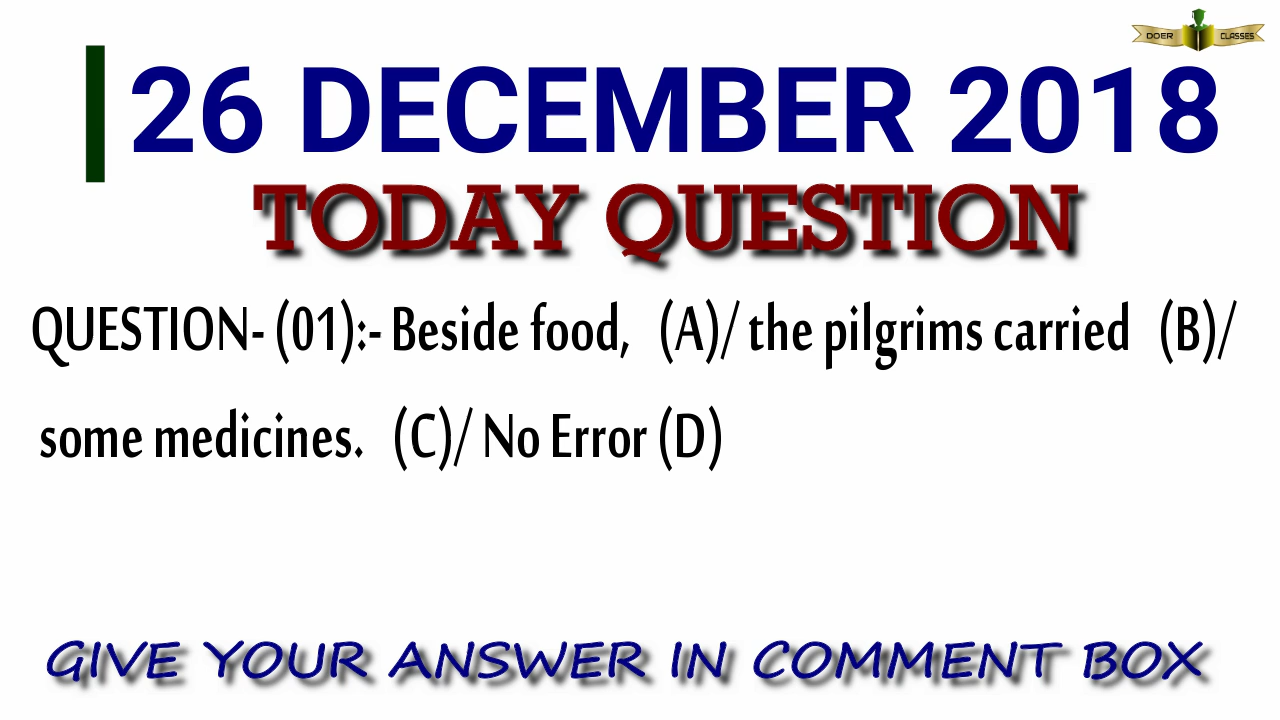 DOER CLASSES
26 DECEMBER 2018
TODAY QUESTION
QUESTION- (01):- Beside food, (A)/ the pilgrims carried (B)/
some medicines. (C)/ No Error (D)
GIVE YOUR ANSWER IN COMMENT BOX